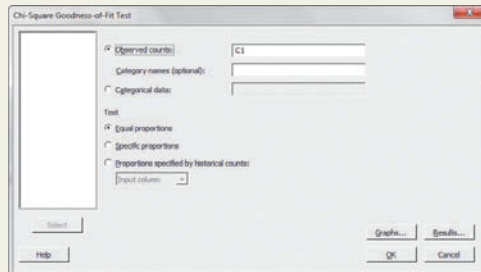 Chi-Square Goodness-of-Fit Test
Observed counts: C1
Category names (optional):
Categorical data:
Test
Equal proportions
Specific proportions
Proportions specified by historical counts:
Input column
Select
Graphs... Results...
Help OK Cancel